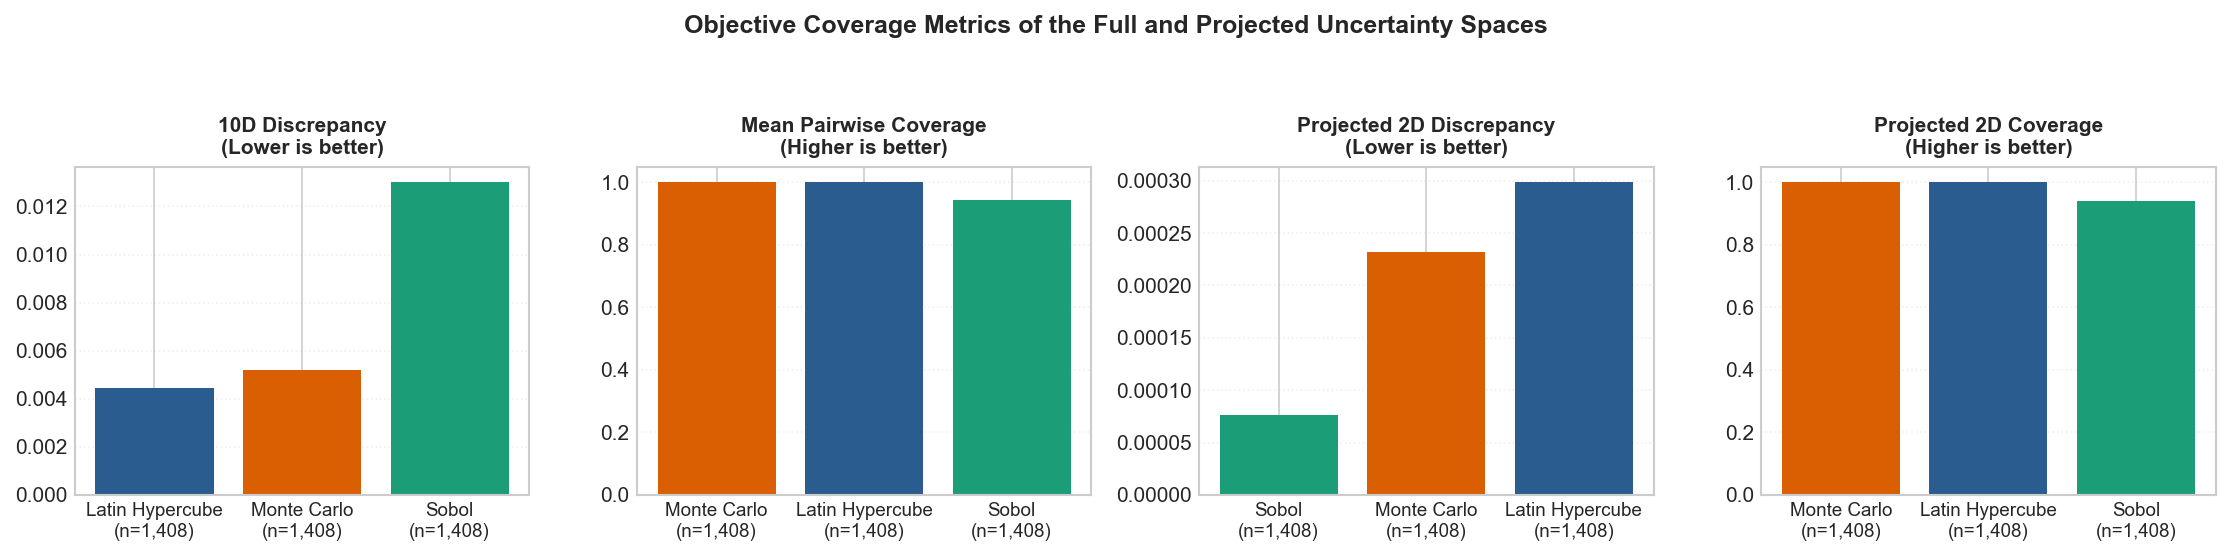 Objective Coverage Metrics of the Full and Projected Uncertainty Spaces
10D Discrepancy
(Lower is better)
0.012
0.010
0.008
0.006
0.004
0.002
0.000
Latin Hypercube
(n=1,408)
Monte Carlo
(n=1,408)
Sobol
(n=1,408)
Mean Pairwise Coverage
(Higher is better)
1.0
0.8
0.6
0.4
0.2
0.0
Monte Carlo
(n=1,408)
Latin Hypercube
(n=1,408)
Sobol
(n=1,408)
Projected 2D Discrepancy
(Lower is better)
0.00030
0.00025
0.00020
0.00015
0.00010
0.00005
0.00000
Sobol
(n=1,408)
Monte Carlo
(n=1,408)
Latin Hypercube
(n=1,408)
Projected 2D Coverage
(Higher is better)
1.0
0.8
0.6
0.4
0.2
0.0
Monte Carlo
(n=1,408)
Latin Hypercube
(n=1,408)
Sobol
(n=1,408)